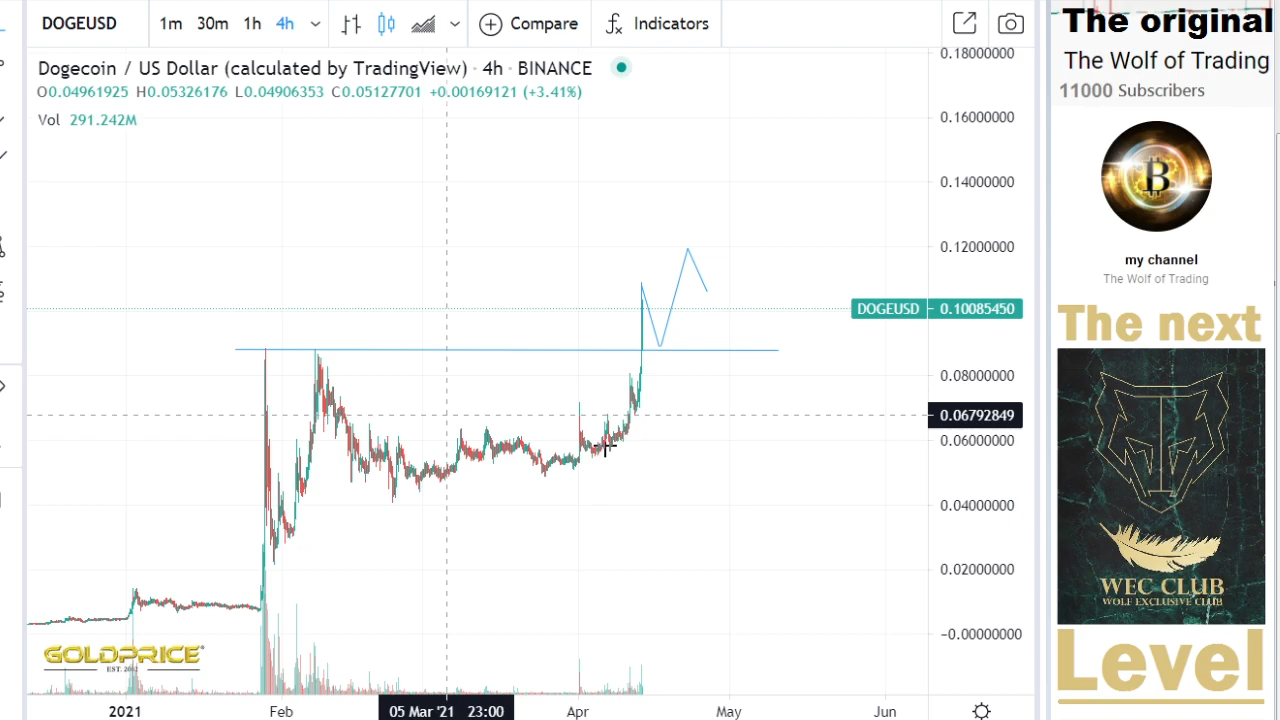 DOGEUSD 1m 30m 1h 4h Compare Indicators
Dogecoin / US Dollar (calculated by TradingView) · 4h · BINANCE
O0.04961925 H0.05326176 L0.04906353 C0.05127701 +0.00169121 (+3.41%)
Vol 291.242M
0.18000000
0.16000000
0.14000000
0.12000000
DOGEUSD 0.10085450
0.08000000
0.06792849
0.06000000
0.04000000
0.02000000
-0.00000000
GOLDPRICE®
EST. 2002
2021 Feb 05 Mar '21 23:00 Apr May Jun
The original
The Wolf of Trading
11000 Subscribers
B
my channel
The Wolf of Trading
The next
WEC CLUB
WOLF EXCLUSIVE CLUB
Level